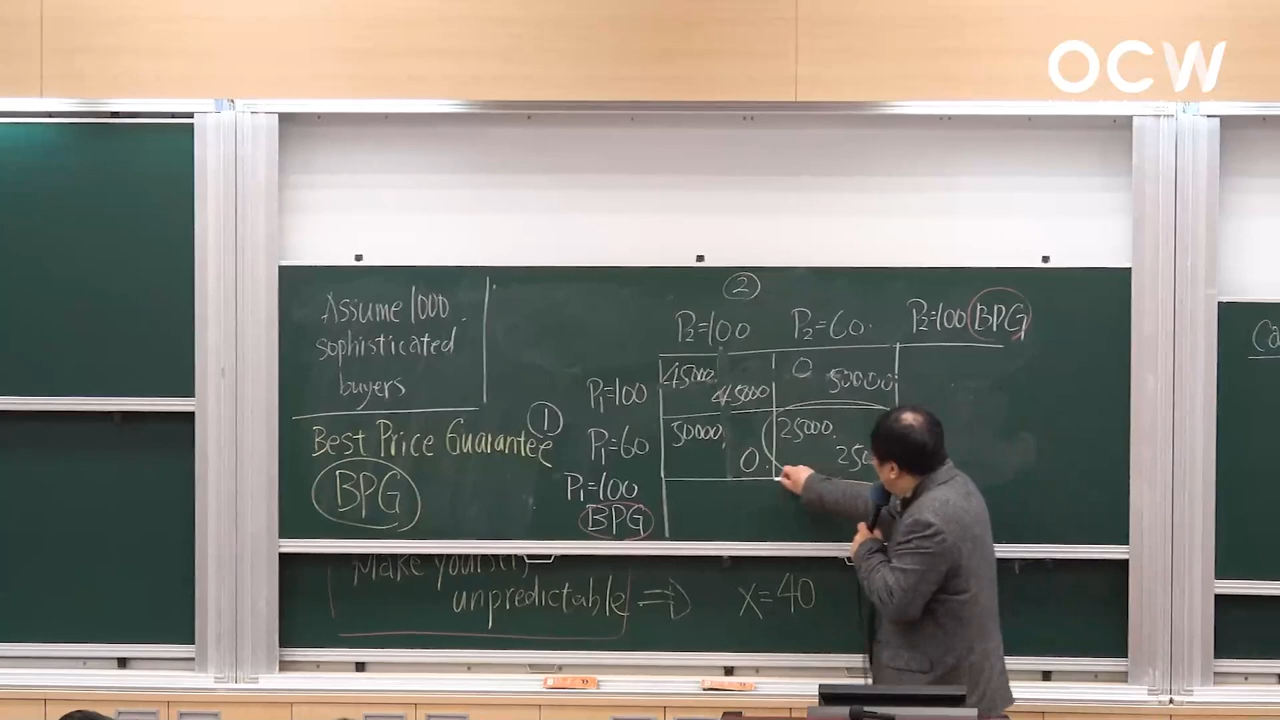 OCW
Assume 1000
sophisticated
buyers
Best Price Guarantee
BPG
②
P₂=100 P₂=60. P₂=100 BPG
①
P₁=100
P₁=60
P₁=100
BPG
45000. 45000 0 50000
50000. 0. 25000.
Make
unpredictable ⇒ x=40